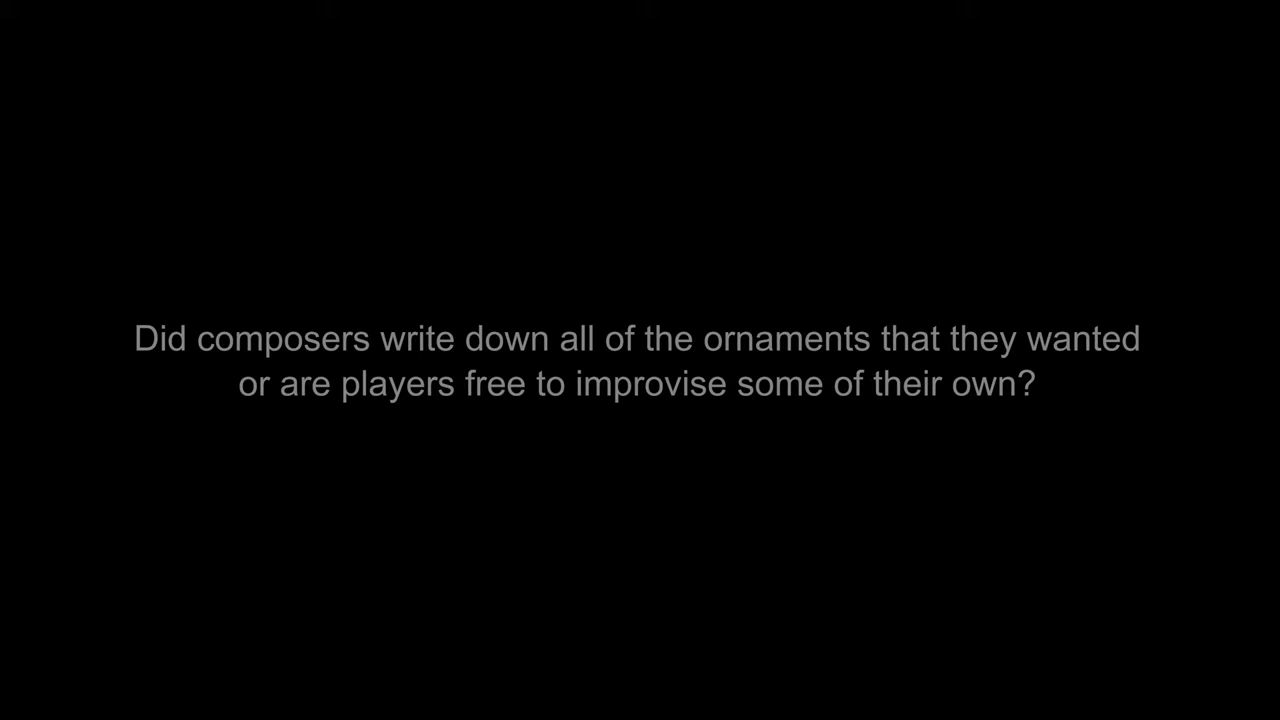 Did composers write down all of the ornaments that they wanted
or are players free to improvise some of their own?